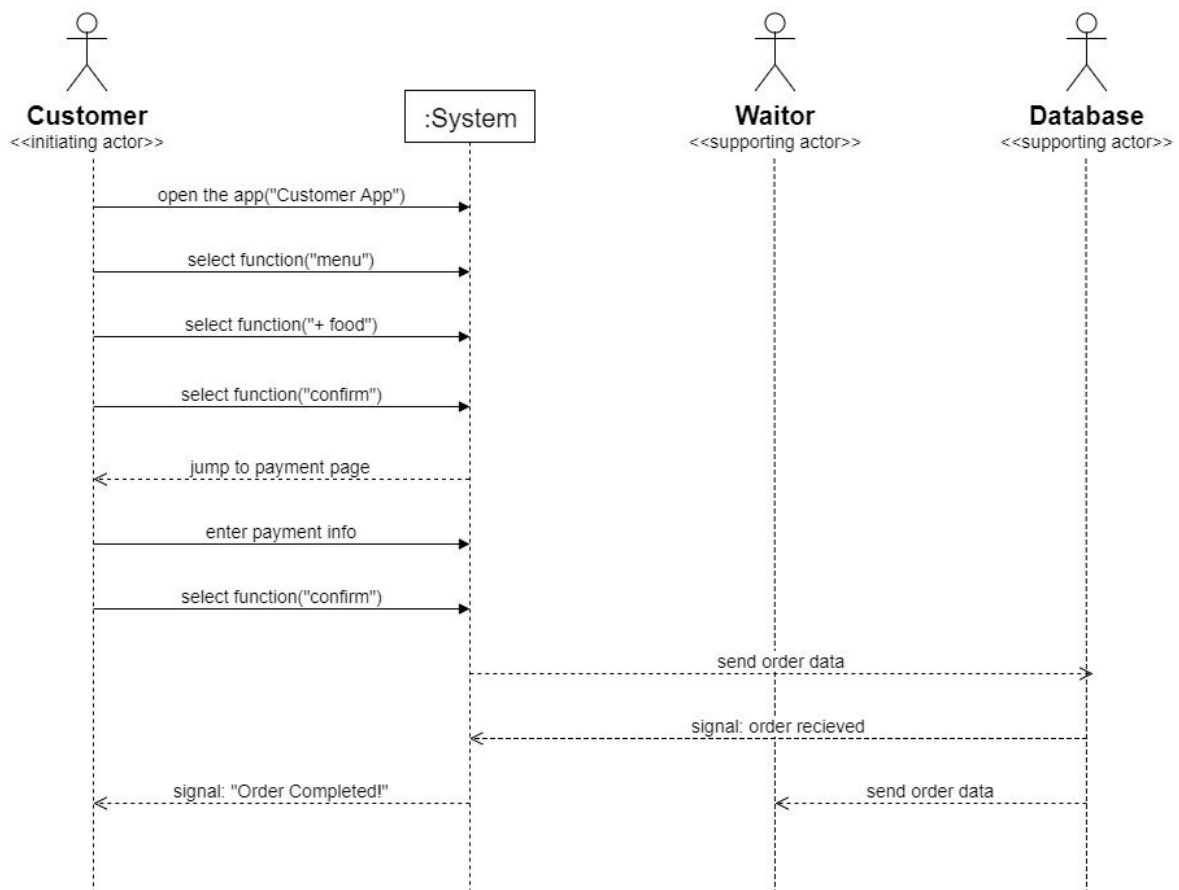 Customer
<<initiating actor>>
:System
Waitor
<<supporting actor>>
Database
<<supporting actor>>
open the app("Customer App")
select function("menu")
select function("+ food")
select function("confirm")
jump to payment page
enter payment info
select function("confirm")
send order data
signal: order recieved
signal: "Order Completed!"
send order data